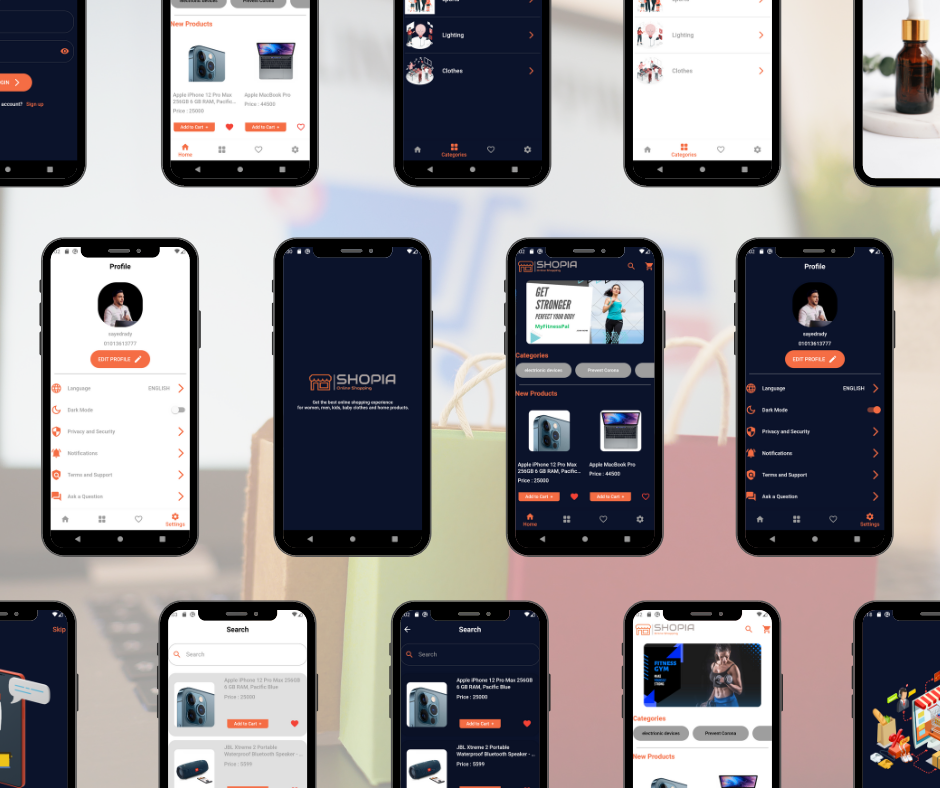 electronic devices
Prevent Corona
New Products
Apple iPhone 12 Pro Max
256GB 6 GB RAM, Pacific...
Price : 25000
Add to Cart +
Apple MacBook Pro
Price : 44500
Add to Cart +
Home
account? Sign up
Lighting
Clothes
Categories
Lighting
Clothes
Categories
Profile
sayedrady
01013613777
EDIT PROFILE
Language ENGLISH
Dark Mode
Privacy and Security
Notifications
Terms and Support
Ask a Question
Settings
SHOPIA
Online Shopping
Get the best online shopping experience
for women, men, kids, baby clothes and home products.
SHOPIA
Online Shopping
GET
STRONGER
PERFECT YOUR BODY
MyFitnessPal
Categories
electronic devices
Prevent Corona
New Products
Apple iPhone 12 Pro Max
256GB 6 GB RAM, Pacific...
Price : 25000
Add to Cart +
Apple MacBook Pro
Price : 44500
Add to Cart +
Home
Profile
sayedrady
01013613777
EDIT PROFILE
Language ENGLISH
Dark Mode
Privacy and Security
Notifications
Terms and Support
Ask a Question
Settings
Skip
Search
Search
Apple iPhone 12 Pro Max 256GB
6 GB RAM, Pacific Blue
Price : 25000
Add to Cart +
JBL Xtreme 2 Portable
Waterproof Bluetooth Speaker - ...
Price : 5599
Search
Search
Apple iPhone 12 Pro Max 256GB
6 GB RAM, Pacific Blue
Price : 25000
Add to Cart +
JBL Xtreme 2 Portable
Waterproof Bluetooth Speaker - ...
Price : 5599
SHOPIA
Online Shopping
FITNESS
GYM
Categories
electronic devices
Prevent Corona
New Products